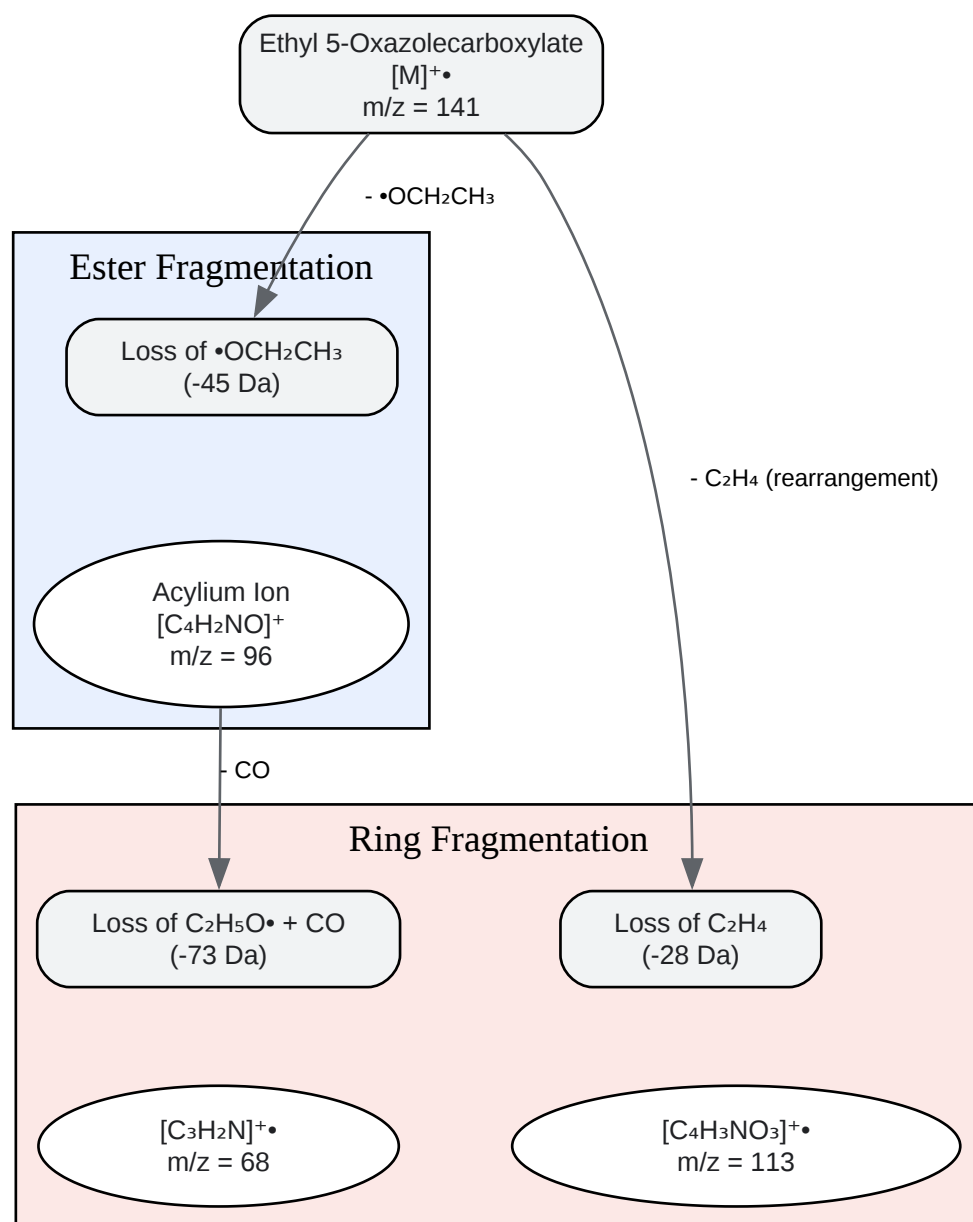 Ethyl 5-Oxazolecarboxylate
[M]⁺•
m/z = 141
- •OCH₂CH₃
Ester Fragmentation
Loss of •OCH₂CH₃
(-45 Da)
- C₂H₄ (rearrangement)
Acylium Ion
[C₄H₂NO]⁺
m/z = 96
- CO
Ring Fragmentation
Loss of C₂H₅O• + CO
(-73 Da)
Loss of C₂H₄
(-28 Da)
[C₃H₂N]⁺•
m/z = 68
[C₄H₃NO₃]⁺•
m/z = 113